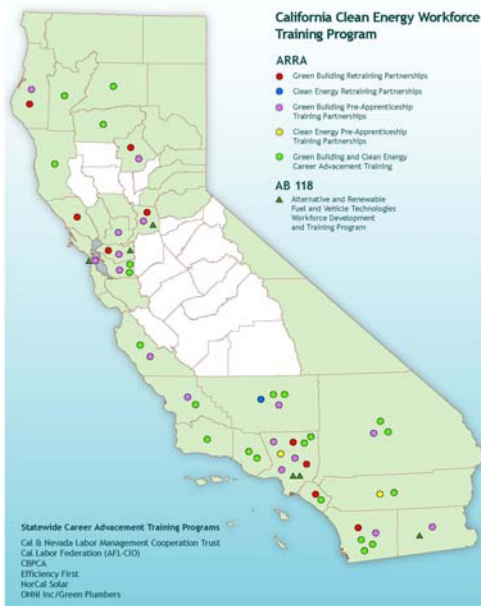 California Clean Energy Workforce
Training Program
ARRA
Green Building Retraining Partnerships
Clean Energy Retraining Partnerships
Green Building Pre-Apprenticeship
Training Partnerships
Clean Energy Pre-Apprenticeship
Training Partnerships
Green Building and Clean Energy
Career Advacement Training
AB 118
Alternative and Renewable
Fuel and Vehicle Technologies
Workforce Development
and Training Program
Statewide Career Advacement Training Programs
Cal & Nevada Labor Management Cooperation Trust
Cal Labor Federation (AFL-CIO)
CBPCA
Efficiency First
NorCal Solar
ONNI Inc/Green Plumbers